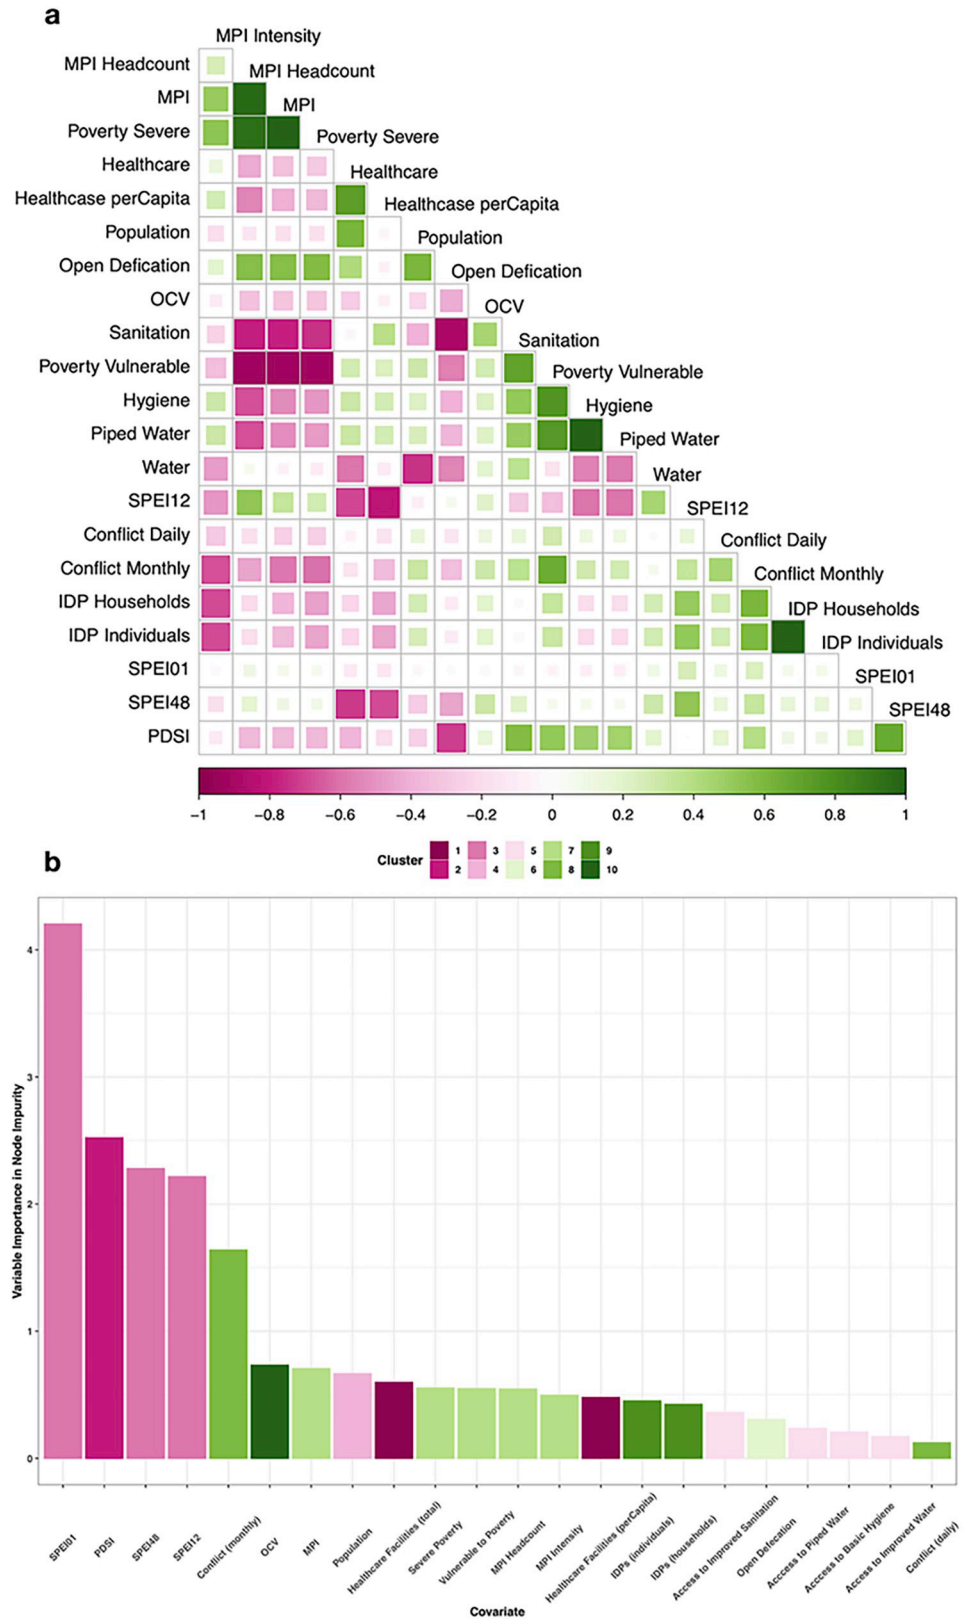 a
MPI Intensity
MPI Headcount
MPI Headcount
MPI
MPI
Poverty Severe
Poverty Severe
Healthcare
Healthcare
Healthcase perCapita
Healthcase perCapita
Population
Population
Open Defication
Open Defication
OCV
OCV
Sanitation
Sanitation
Poverty Vulnerable
Poverty Vulnerable
Hygiene
Hygiene
Piped Water
Piped Water
Water
Water
SPEI12
SPEI12
Conflict Daily
Conflict Daily
Conflict Monthly
Conflict Monthly
IDP Households
IDP Households
IDP Individuals
IDP Individuals
SPEI01
SPEI01
SPEI48
SPEI48
PDSI
−1 −0.8 −0.6 −0.4 −0.2 0 0.2 0.4 0.6 0.8 1
b
Cluster
1 3 5 7 9
2 4 6 8 10
Variable Importance in Node Impurity
4
3
2
1
0
SPEI01
PDSI
SPEI48
SPEI12
Conflict (monthly)
OCV
MPI
Population
Healthcare Facilities (total)
Severe Poverty
Vulnerable to Poverty
MPI Headcount
MPI Intensity
Healthcare Facilities (perCapita)
IDPs (individuals)
IDPs (households)
Access to Improved Sanitation
Open Defecation
Acccess to Piped Water
Acccess to Basic Hygiene
Access to Improved Water
Conflict (daily)
Covariate